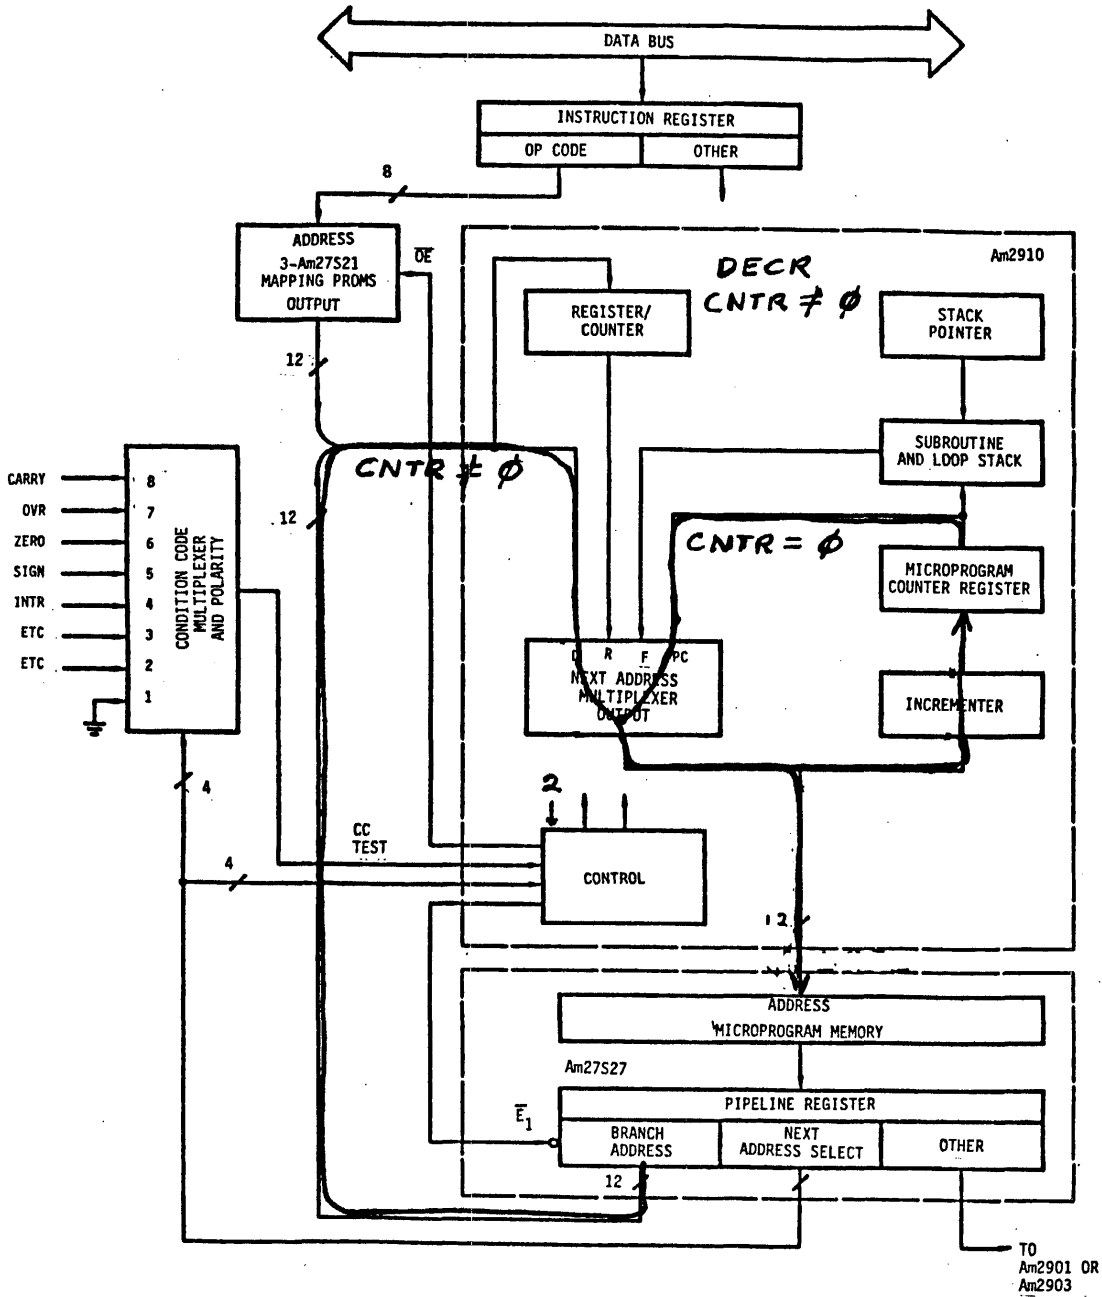 DATA BUS
INSTRUCTION REGISTER
OP CODE
OTHER
8
ADDRESS
3-Am27S21
MAPPING PROMS
OUTPUT
OE
Am2910
DECR
CNTR ≠ ϕ
REGISTER/
COUNTER
STACK
POINTER
12
SUBROUTINE
AND LOOP STACK
CNTR ≠ ϕ
12
CNTR = ϕ
MICROPROGRAM
COUNTER REGISTER
CARRY
OVR
ZERO
SIGN
INTR
ETC
ETC
8
7
6
5
4
3
2
1
CONDITION CODE
MULTIPLEXER
AND POLARITY
D R F PC
NEXT ADDRESS
MULTIPLEXER
OUTPUT
INCREMENTER
4
2
CC
TEST
4
CONTROL
12
ADDRESS
MICROPROGRAM MEMORY
Am27S27
PIPELINE REGISTER
E1
BRANCH
ADDRESS
NEXT
ADDRESS SELECT
OTHER
12
TO
Am2901 OR
Am2903